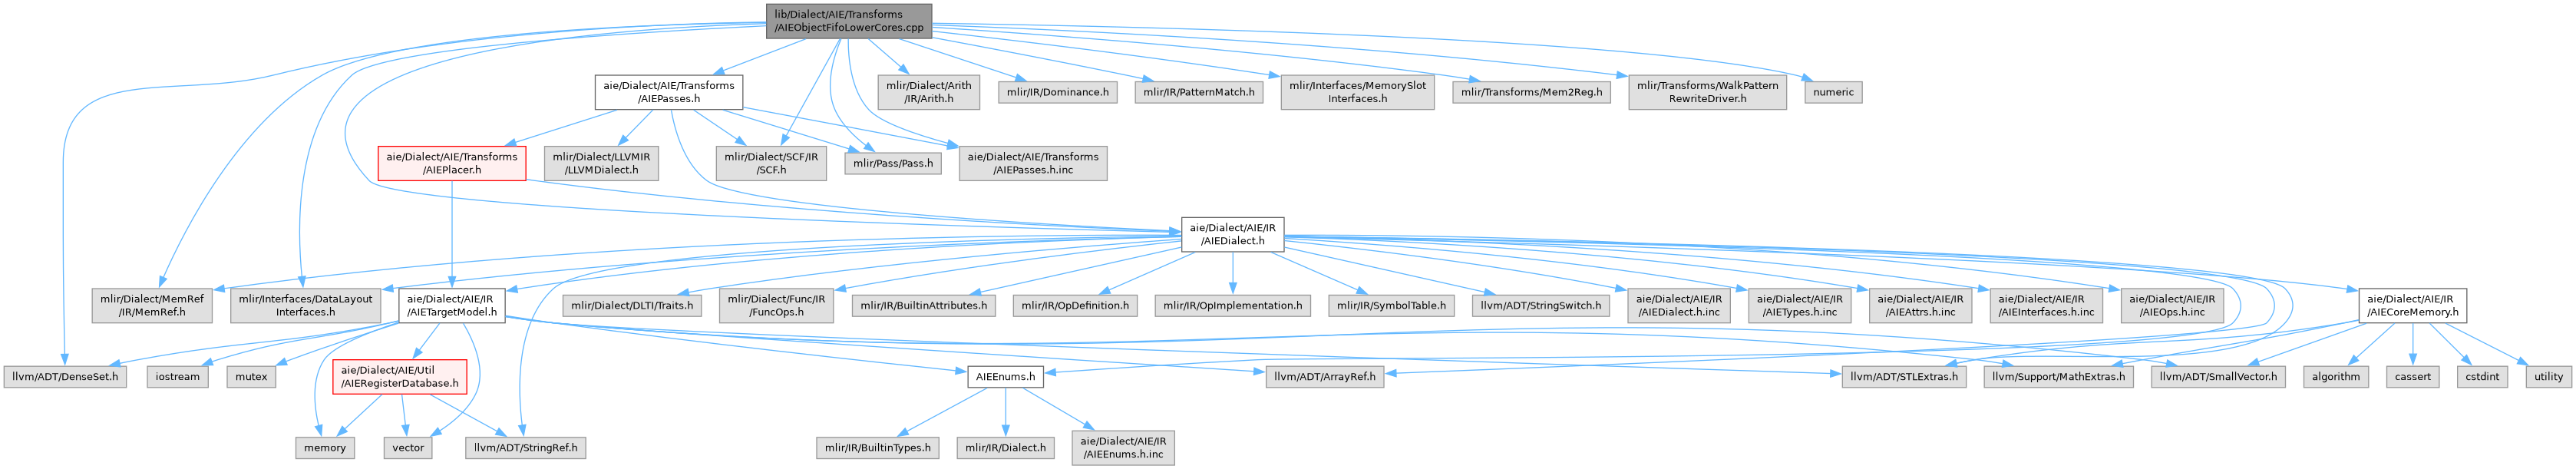 lib/Dialect/AIE/Transforms
/AIEObjectFifoLowerCores.cpp
aie/Dialect/AIE/Transforms
/AIEPasses.h
mlir/Dialect/Arith
/IR/Arith.h
mlir/IR/Dominance.h
mlir/IR/PatternMatch.h
mlir/Interfaces/MemorySlot
Interfaces.h
mlir/Transforms/Mem2Reg.h
mlir/Transforms/WalkPattern
RewriteDriver.h
numeric
aie/Dialect/AIE/Transforms
/AIEPlacer.h
mlir/Dialect/LLVMIR
/LLVMDialect.h
mlir/Dialect/SCF/IR
/SCF.h
mlir/Pass/Pass.h
aie/Dialect/AIE/Transforms
/AIEPasses.h.inc
aie/Dialect/AIE/IR
/AIEDialect.h
mlir/Dialect/MemRef
/IR/MemRef.h
mlir/Interfaces/DataLayout
Interfaces.h
aie/Dialect/AIE/IR
/AIETargetModel.h
mlir/Dialect/DLTI/Traits.h
mlir/Dialect/Func/IR
/FuncOps.h
mlir/IR/BuiltinAttributes.h
mlir/IR/OpDefinition.h
mlir/IR/OpImplementation.h
mlir/IR/SymbolTable.h
llvm/ADT/StringSwitch.h
aie/Dialect/AIE/IR
/AIEDialect.h.inc
aie/Dialect/AIE/IR
/AIETypes.h.inc
aie/Dialect/AIE/IR
/AIEAttrs.h.inc
aie/Dialect/AIE/IR
/AIEInterfaces.h.inc
aie/Dialect/AIE/IR
/AIEOps.h.inc
aie/Dialect/AIE/IR
/AIECoreMemory.h
llvm/ADT/DenseSet.h
iostream
mutex
aie/Dialect/AIE/Util
/AIERegisterDatabase.h
AIEEnums.h
llvm/ADT/ArrayRef.h
llvm/ADT/STLExtras.h
llvm/Support/MathExtras.h
llvm/ADT/SmallVector.h
algorithm
cassert
cstdint
utility
memory
vector
llvm/ADT/StringRef.h
mlir/IR/BuiltinTypes.h
mlir/IR/Dialect.h
aie/Dialect/AIE/IR
/AIEEnums.h.inc